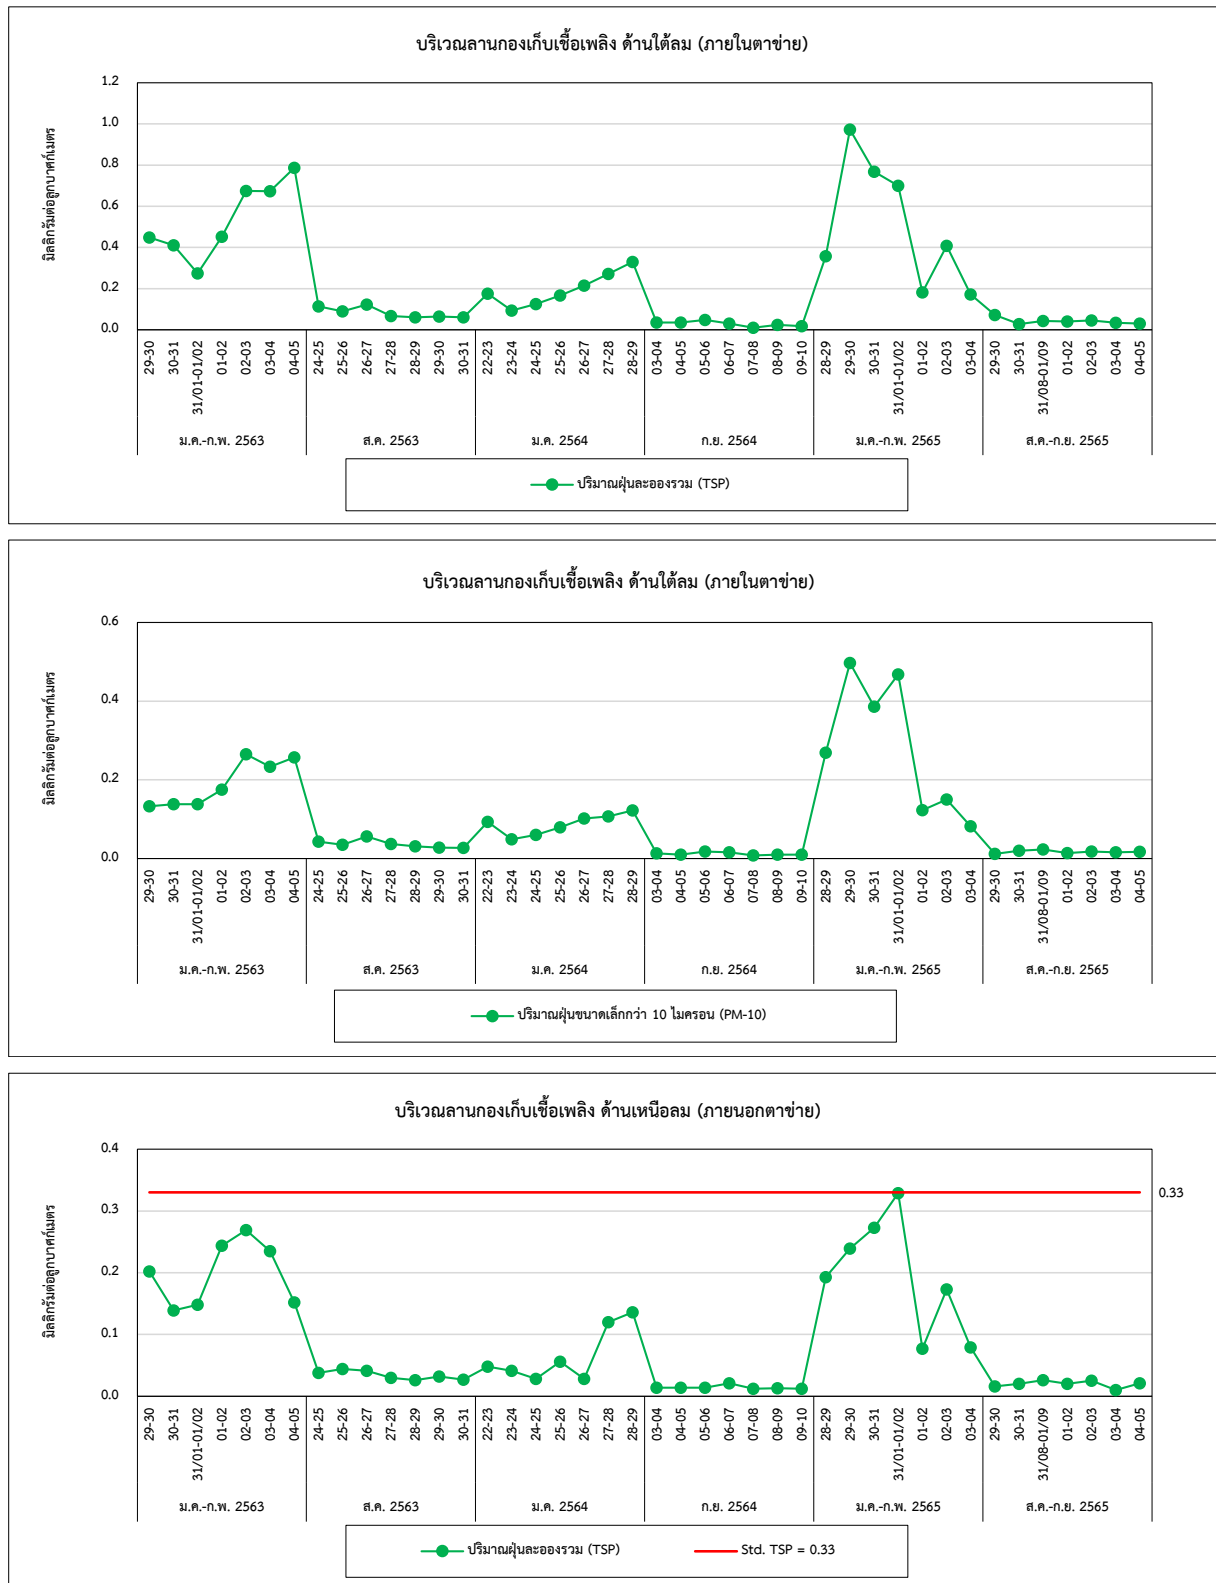 บริเวณลานกองเก็บเชื้อเพลิง ด้านใต้ลม (ภายในตาข่าย)
มิลลิกรัมต่อลูกบาศก์เมตร
1.2
1.0
0.8
0.6
0.4
0.2
0.0
29-30 30-31 31/01-01/02 01-02 02-03 03-04 04-05 24-25 25-26 26-27 27-28 28-29 29-30 30-31 22-23 23-24 24-25 25-26 26-27 27-28 28-29 03-04 04-05 05-06 06-07 07-08 08-09 09-10 28-29 29-30 30-31 31/01-01/02 01-02 02-03 03-04 29-30 30-31 31/08-01/09 01-02 02-03 03-04 04-05
ม.ค.-ก.พ. 2563 ส.ค. 2563 ม.ค. 2564 ก.ย. 2564 ม.ค.-ก.พ. 2565 ส.ค.-ก.ย. 2565
ปริมาณฝุ่นละอองรวม (TSP)
บริเวณลานกองเก็บเชื้อเพลิง ด้านใต้ลม (ภายในตาข่าย)
มิลลิกรัมต่อลูกบาศก์เมตร
0.6
0.4
0.2
0.0
29-30 30-31 31/01-01/02 01-02 02-03 03-04 04-05 24-25 25-26 26-27 27-28 28-29 29-30 30-31 22-23 23-24 24-25 25-26 26-27 27-28 28-29 03-04 04-05 05-06 06-07 07-08 08-09 09-10 28-29 29-30 30-31 31/01-01/02 01-02 02-03 03-04 29-30 30-31 31/08-01/09 01-02 02-03 03-04 04-05
ม.ค.-ก.พ. 2563 ส.ค. 2563 ม.ค. 2564 ก.ย. 2564 ม.ค.-ก.พ. 2565 ส.ค.-ก.ย. 2565
ปริมาณฝุ่นขนาดเล็กกว่า 10 ไมครอน (PM-10)
บริเวณลานกองเก็บเชื้อเพลิง ด้านเหนือลม (ภายนอกตาข่าย)
มิลลิกรัมต่อลูกบาศก์เมตร
0.4
0.3
0.2
0.1
0.0
0.33
29-30 30-31 31/01-01/02 01-02 02-03 03-04 04-05 24-25 25-26 26-27 27-28 28-29 29-30 30-31 22-23 23-24 24-25 25-26 26-27 27-28 28-29 03-04 04-05 05-06 06-07 07-08 08-09 09-10 28-29 29-30 30-31 31/01-01/02 01-02 02-03 03-04 29-30 30-31 31/08-01/09 01-02 02-03 03-04 04-05
ม.ค.-ก.พ. 2563 ส.ค. 2563 ม.ค. 2564 ก.ย. 2564 ม.ค.-ก.พ. 2565 ส.ค.-ก.ย. 2565
ปริมาณฝุ่นละอองรวม (TSP) Std. TSP = 0.33